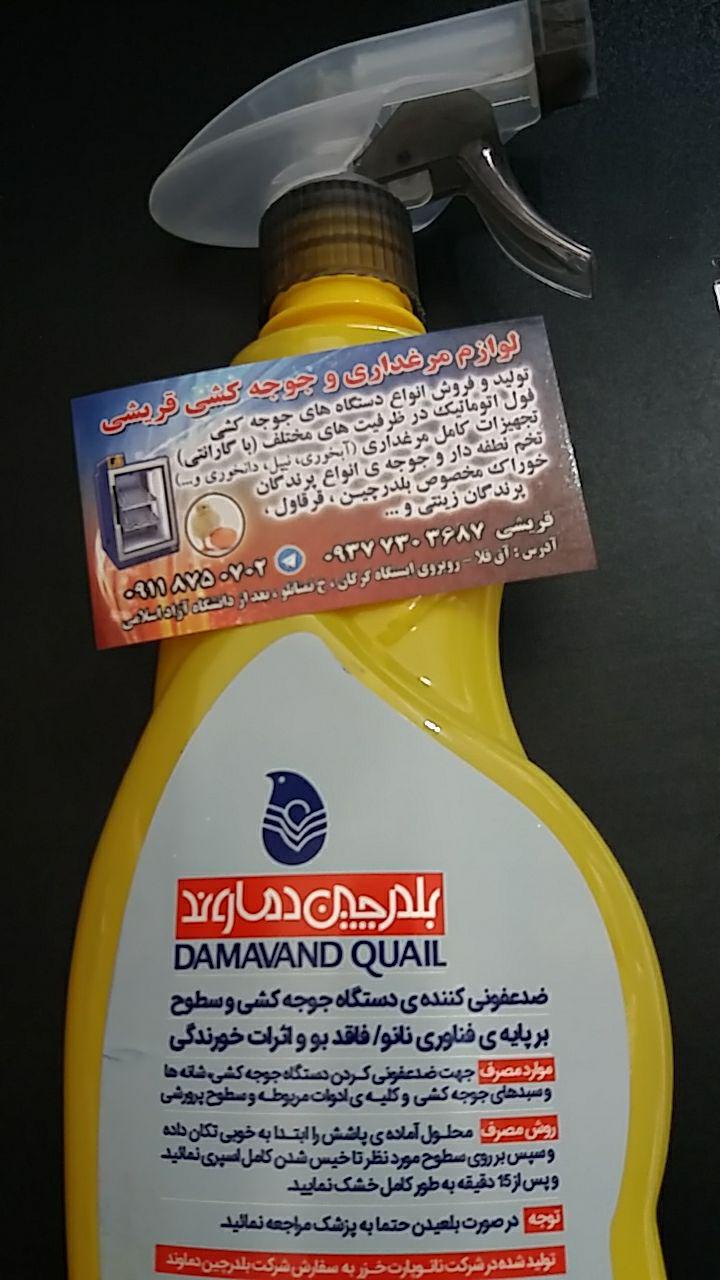 لوازم مرغداری و جوجه کشی قریشی
تولید و فروش انواع دستگاه های جوجه کشی
فول اتوماتیک در ظرفیت های مختلف (با گارانتی)
تجهیزات کامل مرغداری (آبخوری، نیپل، دانخوری و...)
تخم نطفه دار و جوجه ی انواع پرندگان
خوراک مخصوص بلدرچین ، قرقاول ،
پرندگان زینتی و ...
قریشی ۰۹۳۷ ۷۳۰ ۳۶۸۷ ۰۹۱۱ ۸۷۵ ۰۷۰۲
آدرس : آق قلا - روبروی ایستگاه گرگان ، بعد از دانشگاه آزاد اسلامی
بلدرچین دماوند
DAMAVAND QUAIL
ضدعفونی کننده ی دستگاه جوجه کشی و سطوح
بر پایه ی فناوری نانو/ فاقد بو و اثرات خورندگی
موارد مصرف جهت ضدعفونی کردن دستگاه جوجه کشی، شانه ها
و سبدهای جوجه کشی و کلیه ی ادوات مربوطه و سطوح پرورشی
روش مصرف محلول آماده ی پاشش را ابتدا به خوبی تکان داده
و سپس بر روی سطوح مورد نظر تا خیس شدن کامل اسپری نمائید
و پس از 15 دقیقه به طور کامل خشک نمایید.
توجه در صورت بلعیدن حتما به پزشک مراجعه نمائید.
تولید شده در شرکت نانوپارت خزر به سفارش شرکت بلدرچین دماوند